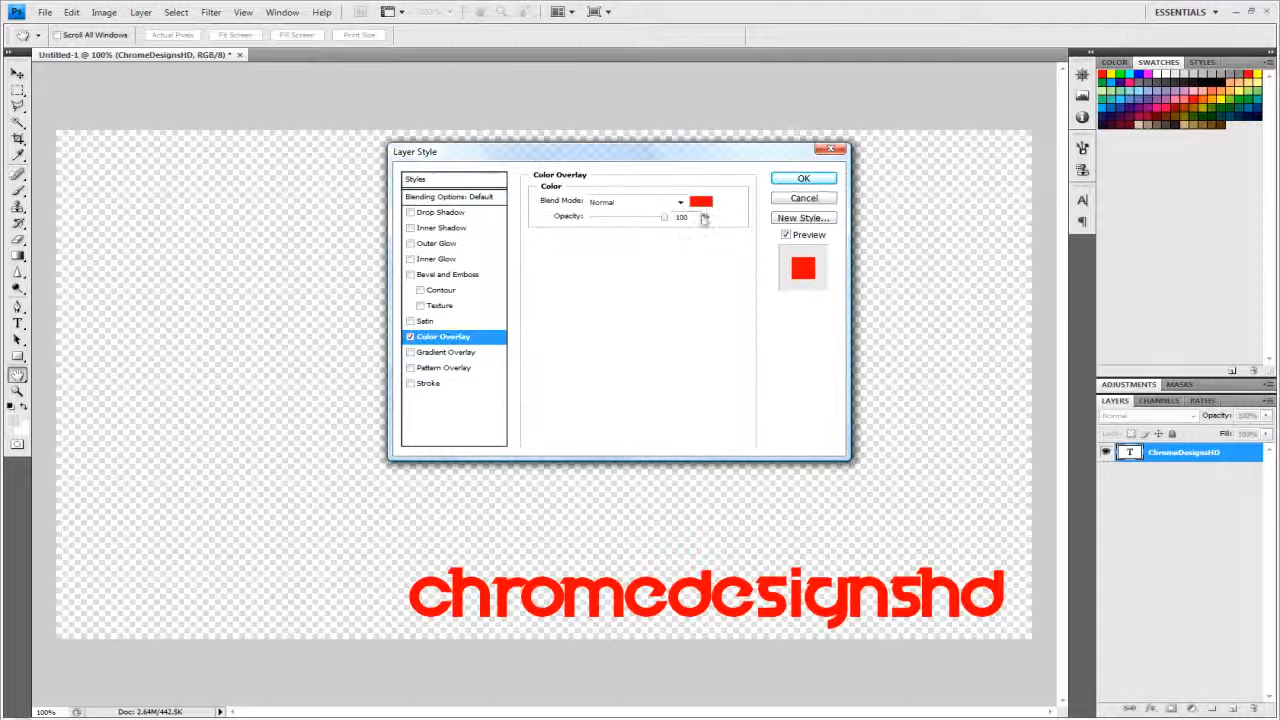 Ps File Edit Image Layer Select Filter View Window Help 100% ESSENTIALS
Scroll All Windows Actual Pixels Fit Screen Fill Screen Print Size
Untitled-1 @ 100% (ChromeDesignsHD, RGB/8) *
COLOR SWATCHES STYLES
Layer Style
Styles
Blending Options: Default
Drop Shadow
Inner Shadow
Outer Glow
Inner Glow
Bevel and Emboss
Contour
Texture
Satin
Color Overlay
Gradient Overlay
Pattern Overlay
Stroke
Color Overlay
Color
Blend Mode: Normal
Opacity: 100 %
OK
Cancel
New Style...
Preview
ADJUSTMENTS MASKS
LAYERS CHANNELS PATHS
Normal Opacity: 100%
Lock: Fill: 100%
T ChromeDesignsHD
chromedesignshd
100% Doc: 2.64M/442.5K